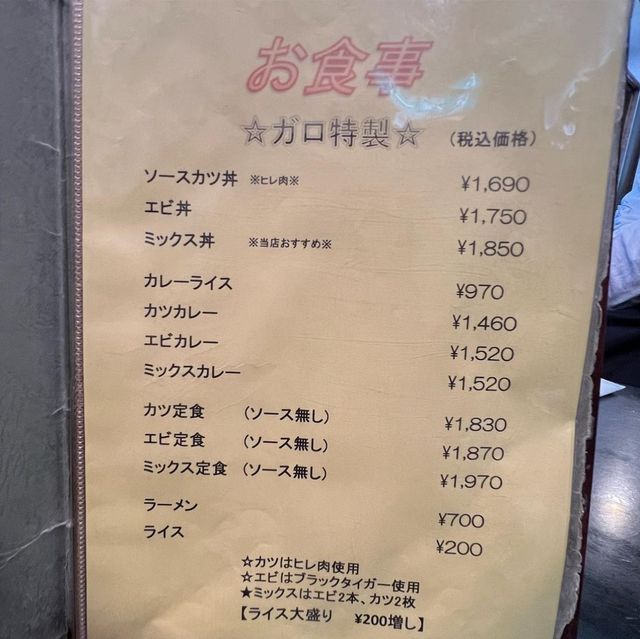 お食事
☆ガロ特製☆ (税込価格)
ソースカツ丼 ※ヒレ肉※ ¥1,690
エビ丼 ¥1,750
ミックス丼 ※当店おすすめ※ ¥1,850
カレーライス ¥970
カツカレー ¥1,460
エビカレー ¥1,520
ミックスカレー ¥1,520
カツ定食 (ソース無し) ¥1,830
エビ定食 (ソース無し) ¥1,870
ミックス定食 (ソース無し) ¥1,970
ラーメン ¥700
ライス ¥200
☆カツはヒレ肉使用
☆エビはブラックタイガー使用
★ミックスはエビ2本、カツ2枚
【ライス大盛り ¥200増し】